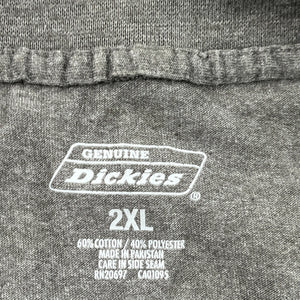 GENUINE
Dickies®
2XL
60% COTTON / 40% POLYESTER
MADE IN PAKISTAN
CARE IN SIDE SEAM
RN20697 CA01095